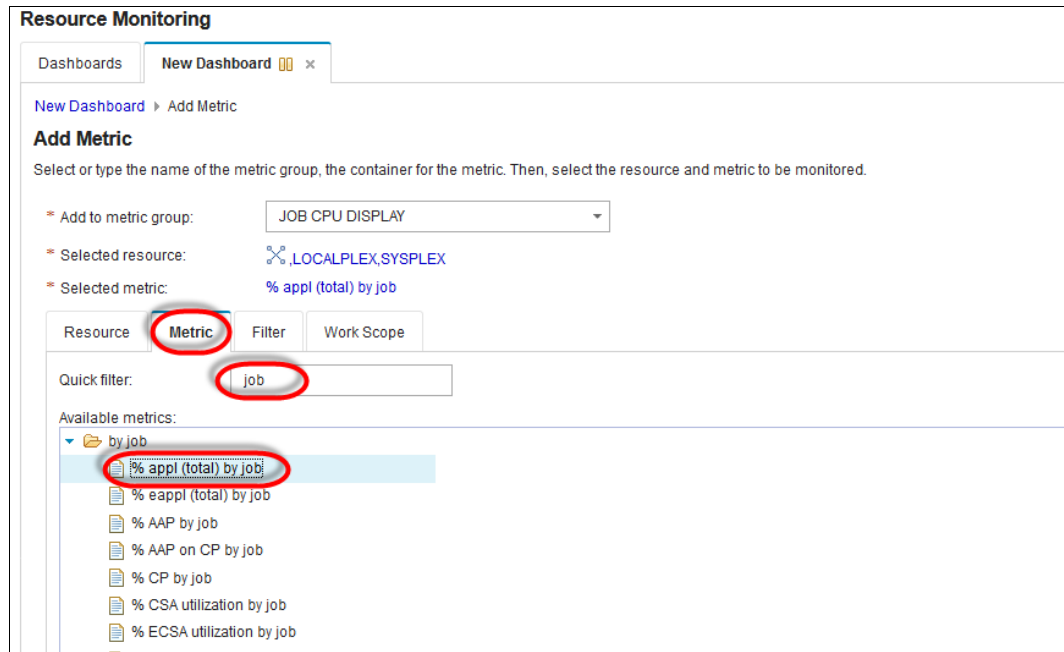 Resource Monitoring
Dashboards New Dashboard ×
New Dashboard Add Metric
Add Metric
Select or type the name of the metric group, the container for the metric. Then, select the resource and metric to be monitored.
* Add to metric group: JOB CPU DISPLAY
* Selected resource: ,LOCALPLEX,SYSPLEX
* Selected metric: % appl (total) by job
Resource Metric Filter Work Scope
Quick filter: job
Available metrics:
by job
% appl (total) by job
% eappl (total) by job
% AAP by job
% AAP on CP by job
% CP by job
% CSA utilization by job
% ECSA utilization by job